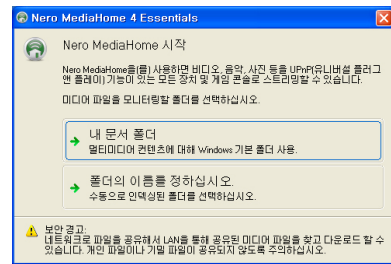 Nero MediaHome 4 Essentials
Nero MediaHome 시작
Nero MediaHome을(를) 사용하면 비디오, 음악, 사진 등을 UPnP(유니버설 플러그
앤 플레이) 기능이 있는 모든 장치 및 게임 콘솔로 스트리밍할 수 있습니다.
미디어 파일을 모니터링할 폴더를 선택하십시오.
내 문서 폴더
멀티미디어 컨텐츠에 대해 Windows 기본 폴더 사용.
폴더의 이름을 정하십시오.
수동으로 인덱싱된 폴더를 선택하십시오.
보안 경고:
네트워크로 파일을 공유해서 LAN을 통해 공유된 미디어 파일을 찾고 다운로드 할 수
있습니다. 개인 파일이나 기밀 파일이 공유되지 않도록 주의하십시오.